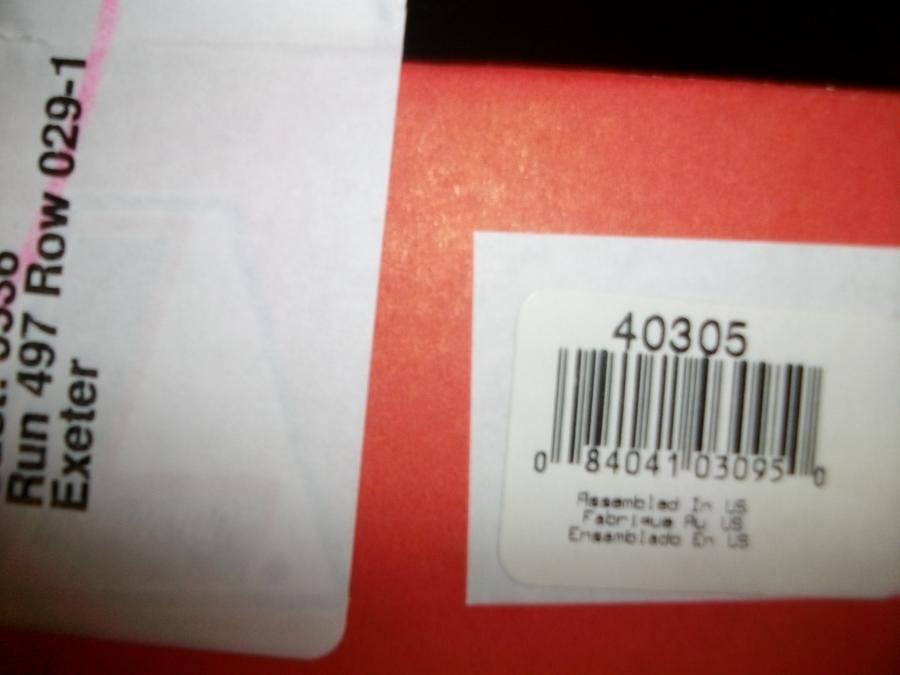 Run 497 Row 029-1
Exeter
40305
0 84041 03095 0
Assembled In US
Fabrique Au US
Ensamblado En US